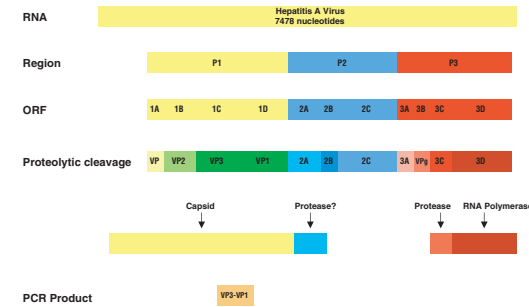 RNA
Hepatitis A Virus
7478 nucleotides
Region
P1 P2 P3
ORF
1A 1B 1C 1D 2A 2B 2C 3A 3B 3C 3D
Proteolytic cleavage
VP VP2 VP3 VP1 2A 2B 2C 3A VPg 3C 3D
Capsid Protease? Protease RNA Polymerase
PCR Product
VP3-VP1